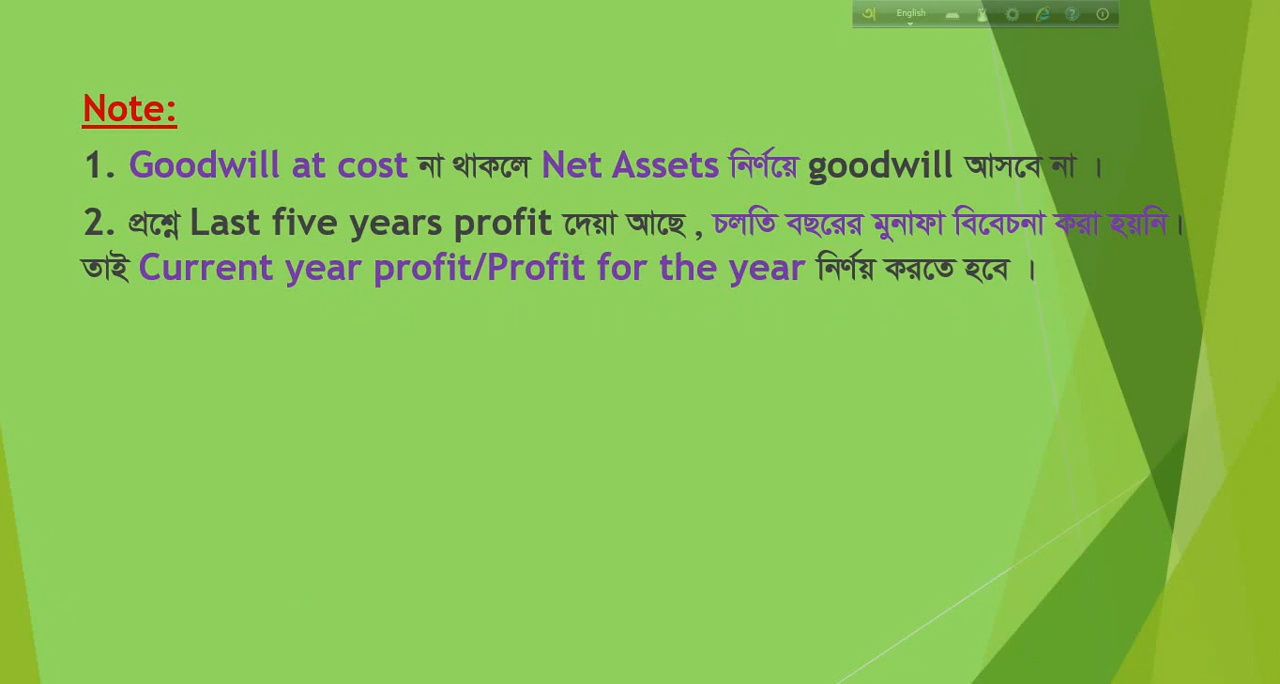 অ English
Note:
1. Goodwill at cost না থাকলে Net Assets নির্ণয়ে goodwill আসবে না ।
2. প্রশ্নে Last five years profit দেয়া আছে , চলতি বছরের মুনাফা বিবেচনা করা হয়নি।
তাই Current year profit/Profit for the year নির্ণয় করতে হবে ।